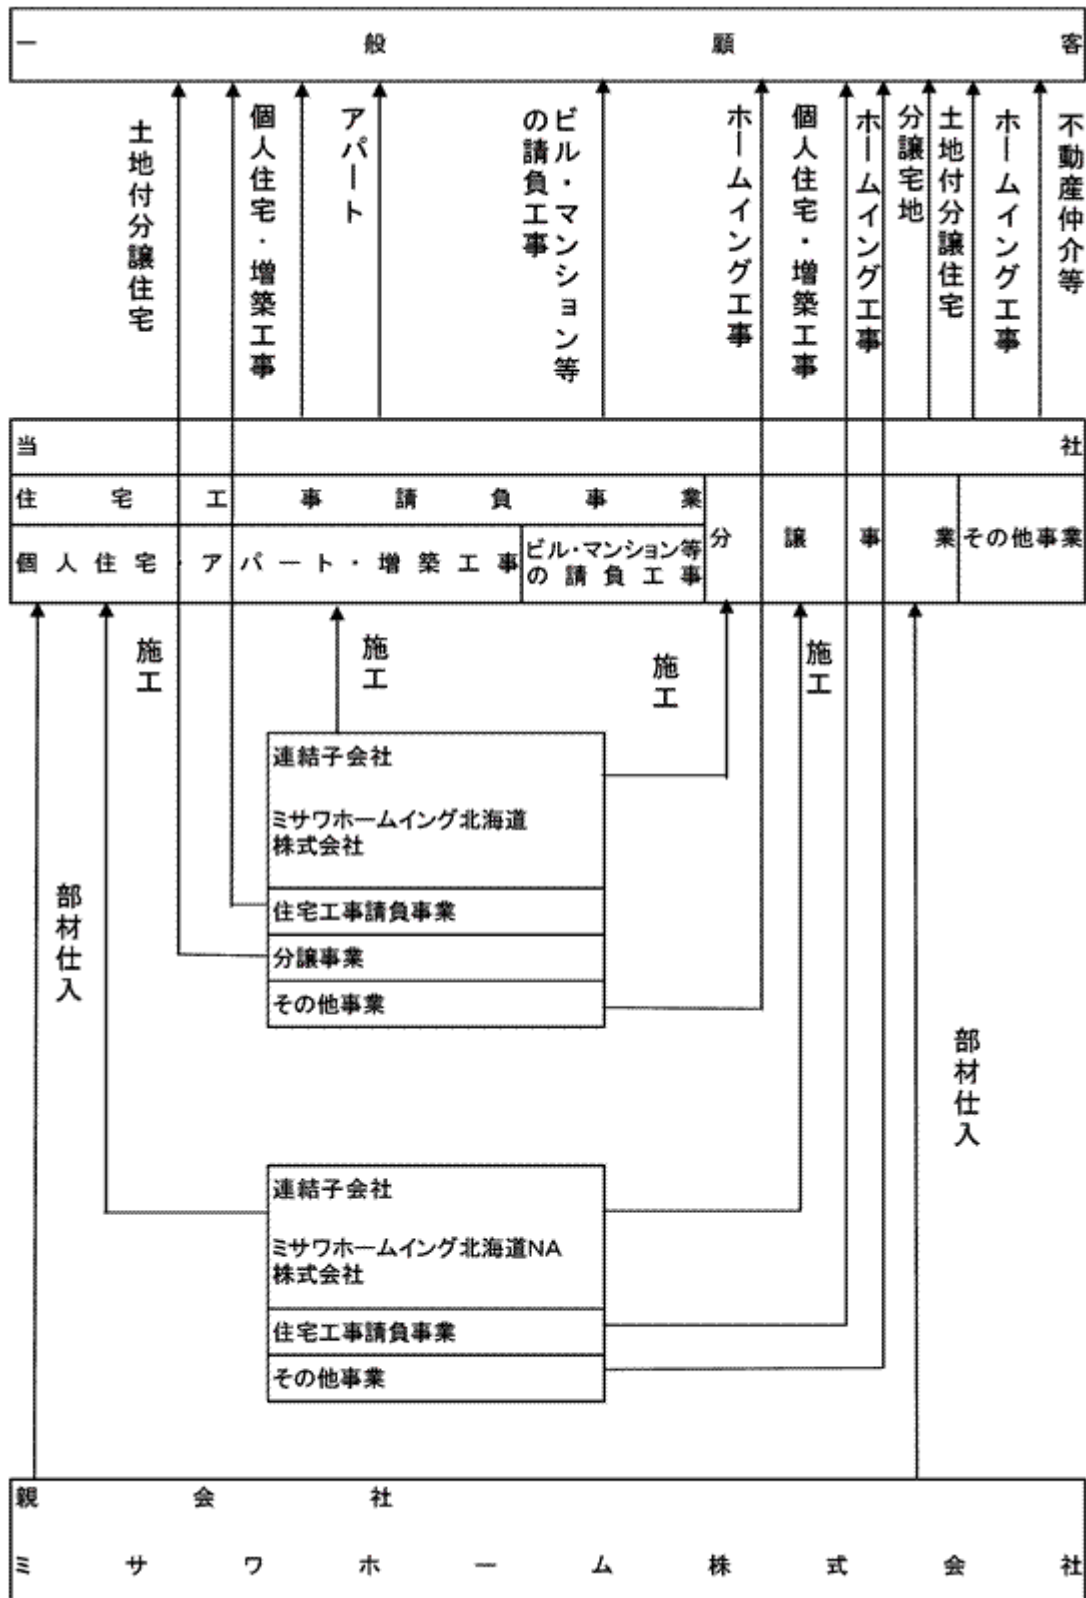 一般顧客
土地付分譲住宅
個人住宅・増築工事
アパート
ビル・マンション等
の請負工事
ホームイング工事
個人住宅・増築工事
ホームイング工事
分譲宅地
土地付分譲住宅
ホームイング工事
不動産仲介等
当社
住宅工事請負事業
分譲事業
その他事業
個人住宅・アパート・増築工事
ビル・マンション等
の請負工事
施工
施工
施工
施工
連結子会社
ミサワホームイング北海道
株式会社
住宅工事請負事業
分譲事業
その他事業
部材仕入
部材仕入
連結子会社
ミサワホームイング北海道NA
株式会社
住宅工事請負事業
その他事業
親会社
ミサワホーム株式会社